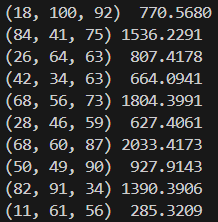 (18, 100, 92)  770.5680
(84, 41, 75) 1536.2291
(26, 64, 63)  807.4178
(42, 34, 63)  664.0941
(68, 56, 73) 1804.3991
(28, 46, 59)  627.4061
(68, 60, 87) 2033.4173
(50, 49, 90)  927.9143
(82, 91, 34) 1390.3906
(11, 61, 56)  285.3209